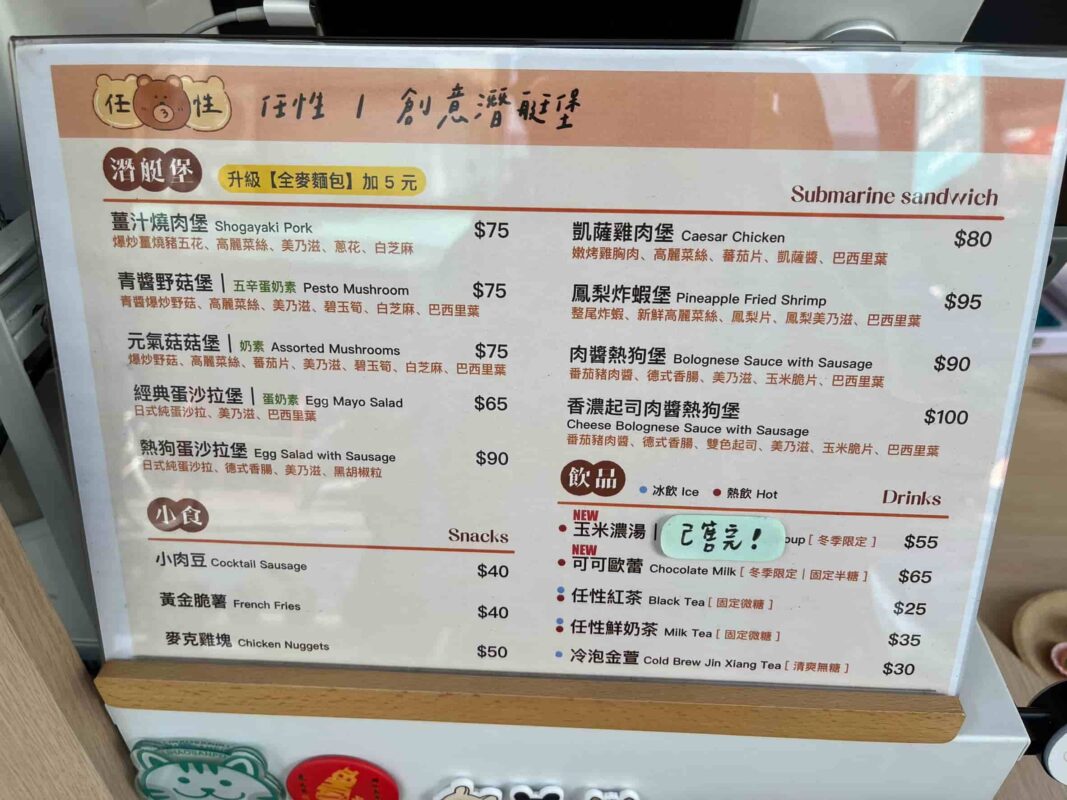 任 性 任性 | 創意潛艇堡
潛艇堡 升級【全麥麵包】加 5 元
Submarine sandwich
薑汁燒肉堡 Shogayaki Pork $75
爆炒薑燒豬五花、高麗菜絲、美乃滋、蔥花、白芝麻
青醬野菇堡 | 五辛蛋奶素 Pesto Mushroom $75
青醬爆炒野菇、高麗菜絲、美乃滋、碧玉筍、白芝麻、巴西里葉
元氣菇菇堡 | 奶素 Assorted Mushrooms $75
爆炒野菇、高麗菜絲、蕃茄片、美乃滋、碧玉筍、白芝麻、巴西里葉
經典蛋沙拉堡 | 蛋奶素 Egg Mayo Salad $65
日式純蛋沙拉、美乃滋、巴西里葉
熱狗蛋沙拉堡 Egg Salad with Sausage $90
日式純蛋沙拉、德式香腸、美乃滋、黑胡椒粒
凱薩雞肉堡 Caesar Chicken $80
嫩烤雞胸肉、高麗菜絲、蕃茄片、凱薩醬、巴西里葉
鳳梨炸蝦堡 Pineapple Fried Shrimp $95
整尾炸蝦、新鮮高麗菜絲、鳳梨片、鳳梨美乃滋、巴西里葉
肉醬熱狗堡 Bolognese Sauce with Sausage $90
番茄豬肉醬、德式香腸、美乃滋、玉米脆片、巴西里葉
香濃起司肉醬熱狗堡 $100
Cheese Bolognese Sauce with Sausage
番茄豬肉醬、德式香腸、雙色起司、美乃滋、玉米脆片、巴西里葉
小食 Snacks
小肉豆 Cocktail Sausage $40
黃金脆薯 French Fries $40
麥克雞塊 Chicken Nuggets $50
飲品 冰飲 Ice 熱飲 Hot Drinks
NEW
玉米濃湯 | 已售完！ oup [ 冬季限定 ] $55
NEW
可可歐蕾 Chocolate Milk [ 冬季限定 | 固定半糖 ] $65
任性紅茶 Black Tea [ 固定微糖 ] $25
任性鮮奶茶 Milk Tea [ 固定微糖 ] $35
冷泡金萱 Cold Brew Jin Xiang Tea [ 清爽無糖 ] $30